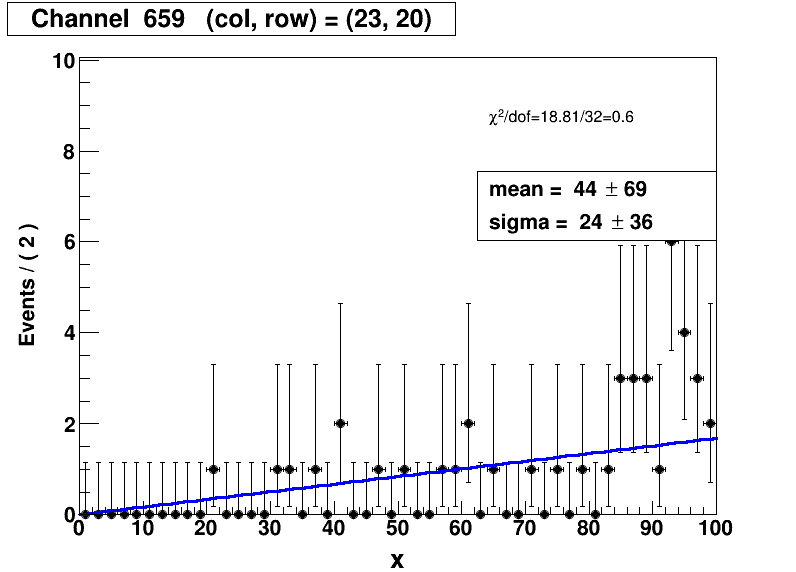 Channel 659 (col, row) = (23, 20)
10
χ²/dof=18.81/32=0.6
8
mean = 44 ± 69
sigma = 24 ± 36
6
Events / ( 2 )
4
2
0
0 10 20 30 40 50 60 70 80 90 100
x